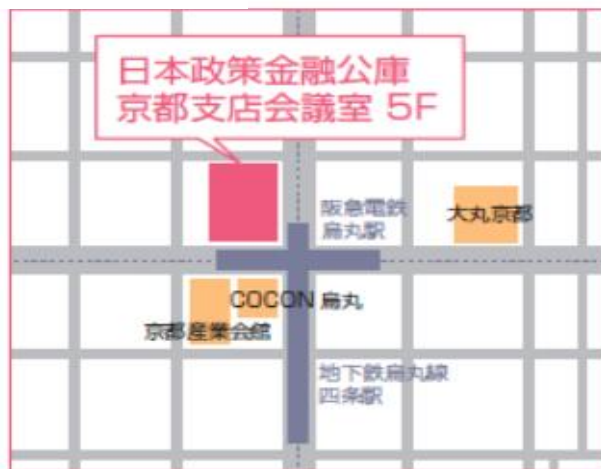 日本政策金融公庫
京都支店会議室 5F
阪急電鉄
烏丸駅
大丸京都
COCON 烏丸
京都産業会館
地下鉄烏丸線
四条駅